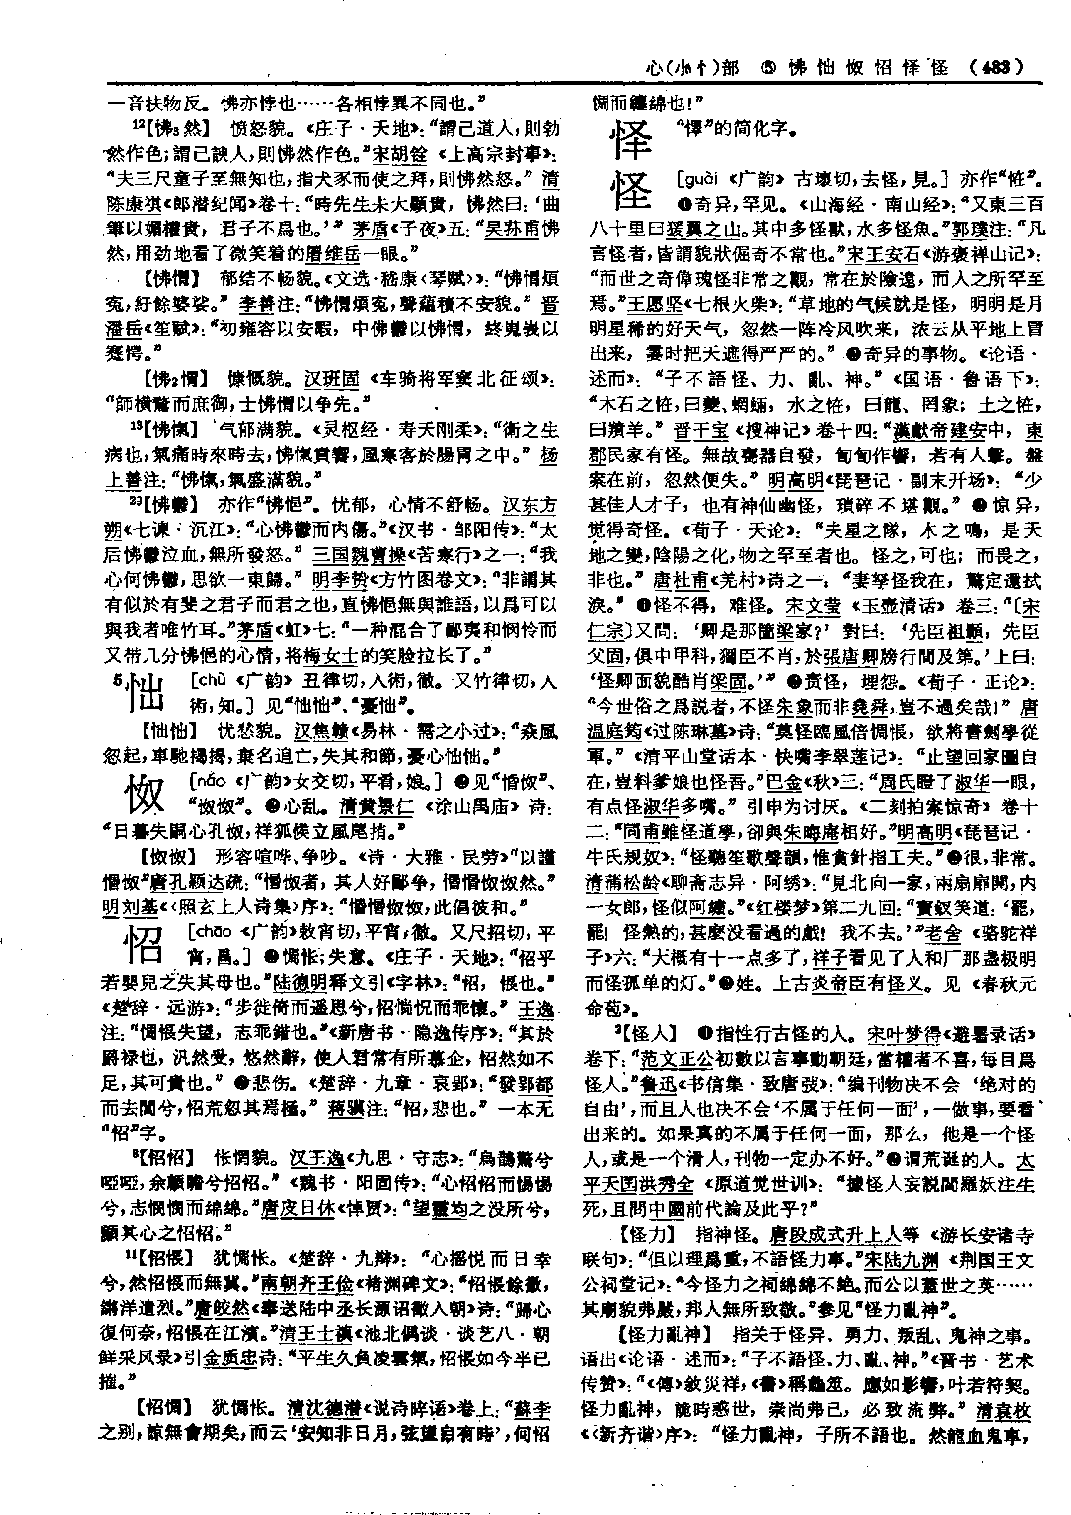 心(忄⺗)部 ⑤ 怫 怞 怓 怊 怿 怪 (483)
一音扶物反。怫亦悖也……各相悖異不同也。”
12【怫3然】 愤怒貌。《庄子·天地》：“謂己道人，則勃
然作色；謂己諛人，則怫然作色。”宋胡铨《上高宗封事》：
“夫三尺童子至無知也，指犬豕而使之拜，則怫然怒。”清
陈康祺《郎潜纪闻》卷十：“時先生未大顯貴，怫然曰：‘曲
筆以媚權貴，君子不爲也。’” 茅盾《子夜》五：“吴荪甫怫
然，用劲地看了微笑着的屠维岳一眼。”
【怫㥜】 郁结不畅貌。《文选·嵇康〈琴赋〉》：“怫㥜煩
冤，紆餘婆娑。” 李善注：“怫㥜煩冤，聲蘊積不安貌。” 晋
潘岳《笙赋》：“初雍容以安暇，中佛鬱以怫㥜，終嵬峩以
蹇愕。”
【怫2㥜】 慷慨貌。汉班固《车骑将军窦北征颂》：
“師横鶩而庶御，士怫㥜以争先。”
13【怫愾】 气郁满貌。《灵枢经·寿夭刚柔》：“衛之生
病也，氣痛時來時去，怫愾賁響，風寒客於腸胃之中。” 杨
上善注：“怫愾，氣盛滿貌。”
23【怫鬱】 亦作“怫悒”。忧郁，心情不舒畅。汉东方
朔《七谏·沉江》：“心怫鬱而内傷。”《汉书·邹阳传》：“太
后怫鬱泣血，無所發怒。” 三国魏曹操《苦寒行》之一：“我
心何怫鬱，思欲一東歸。” 明李贽《方竹图卷文》：“非謂其
有似於有斐之君子而君之也，直怫悒無與誰語，以爲可以
與我者唯竹耳。”茅盾《虹》七：“一种混合了鄙夷和悯怜而
又带几分怫悒的心情，将梅女士的笑脸拉长了。”
5怞 [chù 《广韵》 丑律切，入術，徹。又竹律切，入
術，知。] 见“怞怞”、“憂怞”。
【怞怞】 忧愁貌。汉焦赣《易林·需之小过》：“猋風
忽起，車馳揭揭，棄名追亡，失其和節，憂心怞怞。”
怓 [náo 《广韵》女交切，平肴，娘。] ❶见“惛怓”、
“怓怓”。❷心乱。清黄景仁 《涂山禹庙》 诗：
“日暮失嗣心孔怓，祥狐倏立風尾捎。”
【怓怓】 形容喧哗、争吵。《诗·大雅·民劳》“以謹
惽怓”唐孔颖达疏：“惽怓者，其人好鄙争，惽惽怓怓然。”
明刘基《〈照玄上人诗集〉序》：“惽惽怓怓，此倡彼和。”
怊 [chāo 《广韵》敕宵切，平宵，徹。又尺招切，平
宵，昌。] ❶惆怅；失意。《庄子·天地》：“怊乎
若嬰兒之失其母也。”陆德明释文引《字林》：“怊，悵也。”
《楚辞·远游》：“步徙倚而遥思兮，怊惝怳而乖懷。” 王逸
注：“惆悵失望，志乖錯也。”《新唐书·隐逸传序》：“其於
爵禄也，汎然受，悠然辭，使人君常有所慕企，怊然如不
足，其可貴也。” ❷悲伤。《楚辞·九章·哀郢》：“發郢都
而去閭兮，怊荒忽其焉極。” 蒋骥注：“怊，悲也。” 一本无
“怊”字。
8【怊怊】 怅惘貌。汉王逸《九思·守志》：“烏鵲驚兮
啞啞，余顧瞻兮怊怊。” 《魏书·阳固传》：“心怊怊而惕惕
兮，志惘惘而綿綿。”唐皮日休《悼贾》：“望靈均之没所兮，
顧其心之怊怊。”
11【怊悵】 犹惆怅。《楚辞·九辩》：“心摇悦而日幸
兮，然怊悵而無冀。”南朝齐王俭《褚渊碑文》：“怊悵餘徽，
鏘洋遺烈。”唐皎然《奉送陆中丞长源诏徵入朝》诗：“歸心
復何奈，怊悵在江濱。”清王士禛《池北偶谈·谈艺八·朝
鲜采风录》引金质忠诗：“平生久負凌雲氣，怊悵如今半已
摧。”
【怊惆】 犹惆怅。清沈德潜《说诗晬语》卷上：“蘇李
之别，諒無會期矣，而云‘安知非日月，弦望自有時’，何怊
惆而纏綿也！”
怿 “懌”的简化字。
怪 [guài 《广韵》古壞切，去怪，見。] 亦作“恠”。
❶奇异，罕见。《山海经·南山经》：“又東三百
八十里曰猨翼之山。其中多怪獸，水多怪魚。”郭璞注：“凡
言怪者，皆謂貌狀倔奇不常也。”宋王安石《游褒禅山记》：
“而世之奇偉瑰怪非常之觀，常在於險遠，而人之所罕至
焉。”王愿坚《七根火柴》：“草地的气候就是怪，明明是月
明星稀的好天气，忽然一阵冷风吹来，浓云从平地上冒
出来，霎时把天遮得严严的。” ❷奇异的事物。《论语·
述而》：“子不語怪、力、亂、神。” 《国语·鲁语下》：
“木石之恠，曰夔、蝄蜽，水之恠，曰龍、罔象；土之恠，
曰羵羊。” 晋干宝《搜神记》卷十四：“漢獻帝建安中，東
郡民家有怪。無故甕器自發，訇訇作響，若有人擊。盤
案在前，忽然便失。” 明高明《琵琶记·副末开场》：“少
甚佳人才子，也有神仙幽怪，瑣碎不堪觀。” ❸惊异，
觉得奇怪。《荀子·天论》：“夫星之隊，木之鳴，是天
地之變，陰陽之化，物之罕至者也。怪之，可也；而畏之，
非也。” 唐杜甫《羌村》诗之一：“妻孥怪我在，驚定還拭
淚。” ❹怪不得，难怪。宋文莹《玉壶清话》卷三：“〔宋
仁宗〕又問：‘卿是那箇梁家？’ 對曰：‘先臣祖顥，先臣
父固，俱中甲科，獨臣不肖，於張唐卿牓行間及第。’上曰：
‘怪卿面貌酷肖梁固。’” ❺责怪，埋怨。《荀子·正论》：
“今世俗之爲説者，不怪朱象而非堯舜，豈不過矣哉！” 唐
温庭筠《过陈琳墓》诗：“莫怪臨風倍惆悵，欲將書劍學從
軍。” 《清平山堂话本·快嘴李翠莲记》：“止望回家圖自
在，豈料爹娘也怪吾。”巴金《秋》三：“周氏瞪了淑华一眼，
有点怪淑华多嘴。” 引申为讨厌。《二刻拍案惊奇》卷十
二：“同甫雖怪道學，卻與朱晦庵相好。”明高明《琵琶记·
牛氏规奴》：“怪聽笙歌聲韻，惟貪針指工夫。”❻很，非常。
清蒲松龄《聊斋志异·阿绣》：“見北向一家，兩扇扉開，内
一女郎，怪似阿繡。”《红楼梦》第二九回：“寶釵笑道：‘罷，
罷！怪熱的；甚麽没看過的戲！我不去。’”老舍《骆驼祥
子》六：“大概有十一点多了，祥子看见了人和厂那盏极明
而怪孤单的灯。”❼姓。上古炎帝臣有怪义。见《春秋元
命苞》。
2【怪人】 ❶指性行古怪的人。宋叶梦得《避暑录话》
卷下：“范文正公初數以言事動朝廷，當權者不喜，每目爲
怪人。”鲁迅《书信集·致唐弢》：“编刊物决不会‘绝对的
自由’，而且人也决不会‘不属于任何一面’，一做事，要看
出来的。如果真的不属于任何一面，那么，他是一个怪
人，或是一个滑人，刊物一定办不好。”❷谓荒诞的人。太
平天囯洪秀全《原道觉世训》：“據怪人妄説閻羅妖注生
死，且問中國前代論及此乎？”
【怪力】 指神怪。唐段成式升上人等《游长安诸寺
联句》：“但以理爲重，不語怪力事。”宋陆九渊《荆国王文
公祠堂记》：“今怪力之祠綿綿不絶，而公以蓋世之英……
其廟貌弗嚴，邦人無所致敬。”参见“怪力亂神”。
【怪力亂神】 指关于怪异、勇力、叛乱、鬼神之事。
语出《论语·述而》：“子不語怪、力、亂、神。”《晋书·艺术
传赞》：“《傳》敘災祥，《書》稱龜筮。應如影響，叶若符契。
怪力亂神，詭時惑世，崇尚弗已，必致流弊。” 清袁枚
《〈新齐谐〉序》：“怪力亂神，子所不語也。然龍血鬼車，